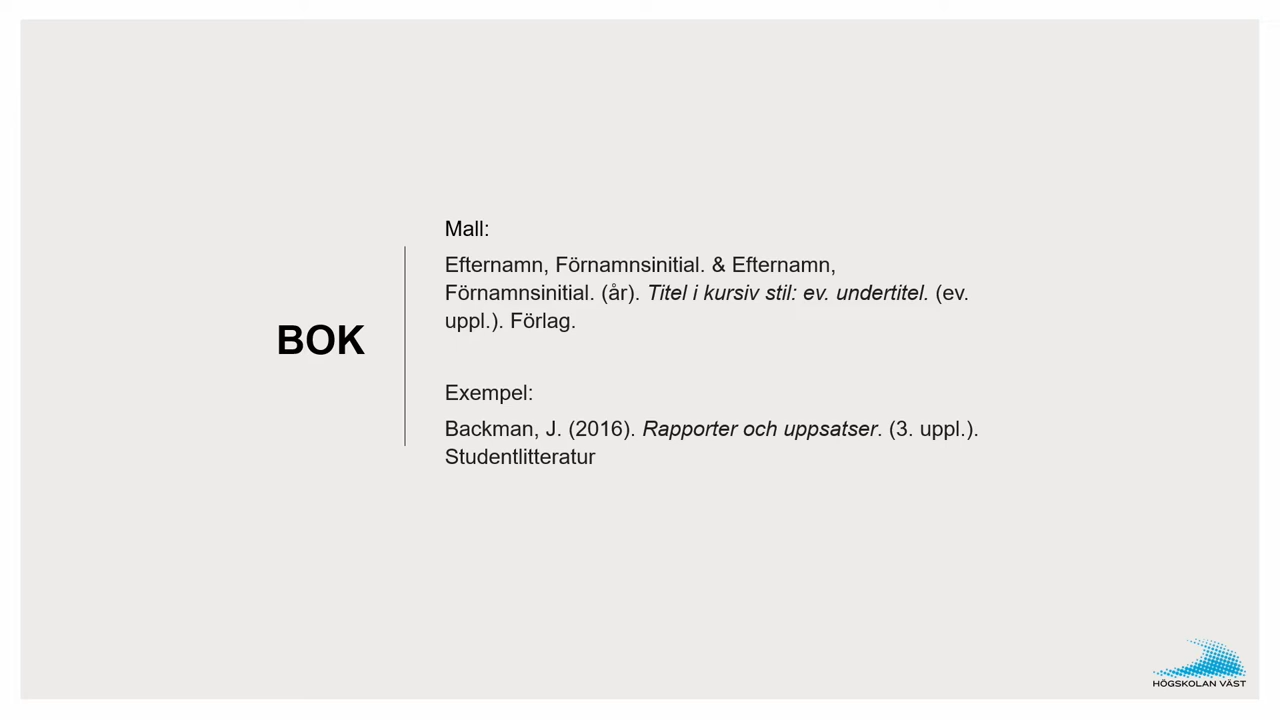 BOK
Mall:
Efternamn, Förnamnsinitial. & Efternamn,
Förnamnsinitial. (år). Titel i kursiv stil: ev. undertitel. (ev.
uppl.). Förlag.
Exempel:
Backman, J. (2016). Rapporter och uppsatser. (3. uppl.).
Studentlitteratur
HÖGSKOLAN VÄST